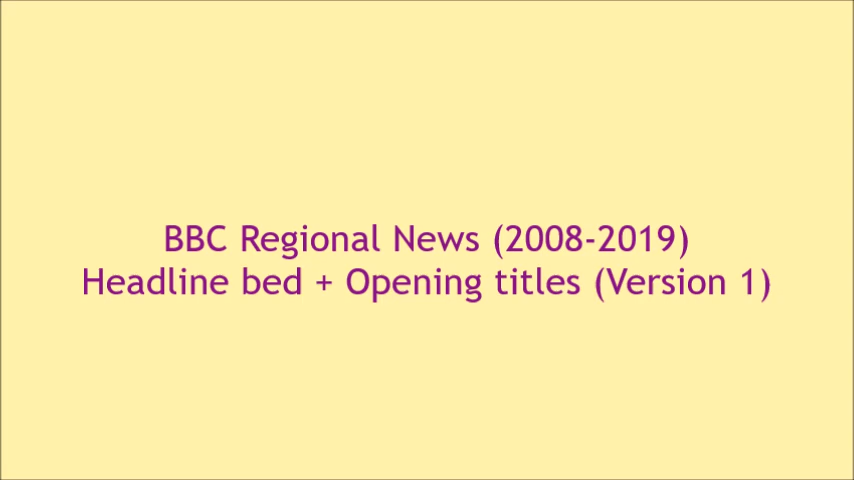 BBC Regional News (2008-2019)
Headline bed + Opening titles (Version 1)